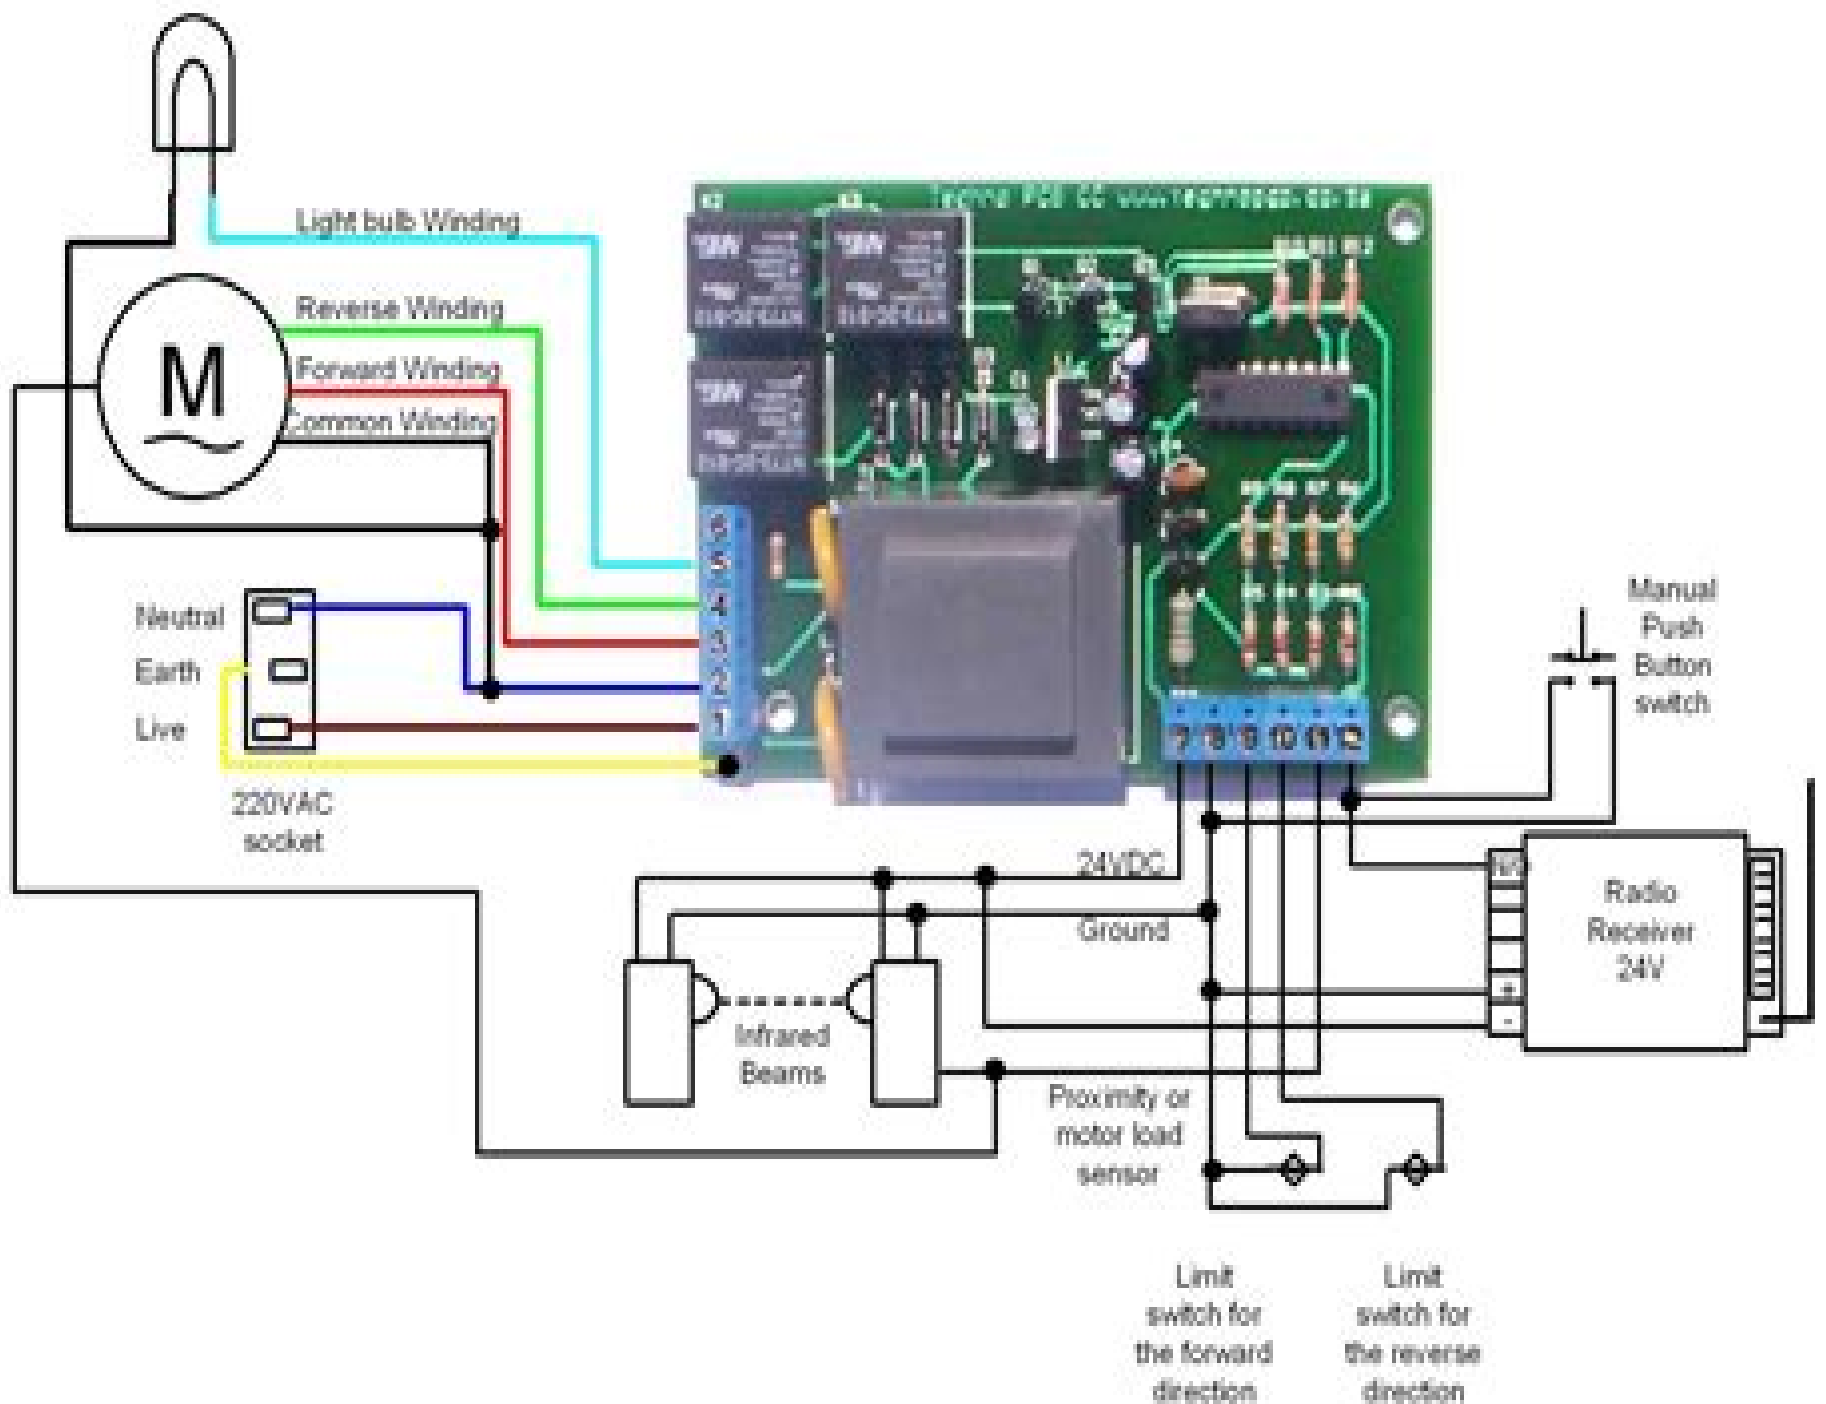 Light bulb Winding
Reverse Winding
Forward Winding
Common Winding
M
Neutral
Earth
Live
220VAC
socket
6
5
4
3
2
1
7
8
9
10
11
12
Manual
Push
Button
switch
24VDC
Ground
Radio
Receiver
24V
+
-
Infrared
Beams
Proximity or
motor load
sensor
Limit
switch for
the forward
direction
Limit
switch for
the reverse
direction